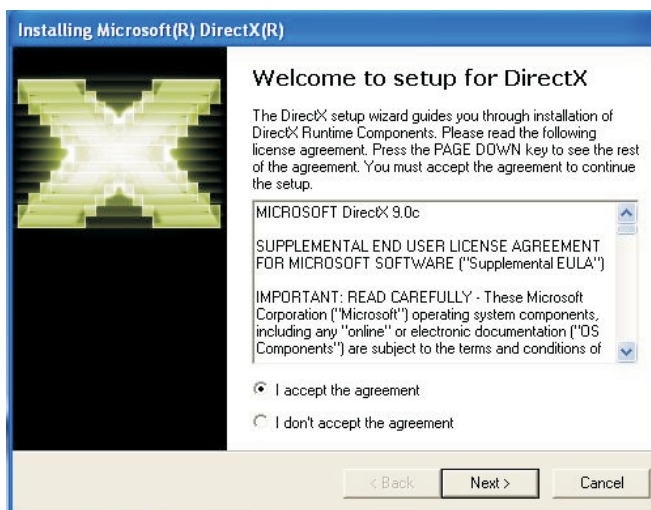 Installing Microsoft(R) DirectX(R)
Welcome to setup for DirectX
The DirectX setup wizard guides you through installation of
DirectX Runtime Components. Please read the following
license agreement. Press the PAGE DOWN key to see the rest
of the agreement. You must accept the agreement to continue
the setup.
MICROSOFT DirectX 9.0c
SUPPLEMENTAL END USER LICENSE AGREEMENT
FOR MICROSOFT SOFTWARE ("Supplemental EULA")
IMPORTANT: READ CAREFULLY - These Microsoft
Corporation ("Microsoft") operating system components,
including any "online" or electronic documentation ("OS
Components") are subject to the terms and conditions of
I accept the agreement
I don't accept the agreement
< Back Next > Cancel